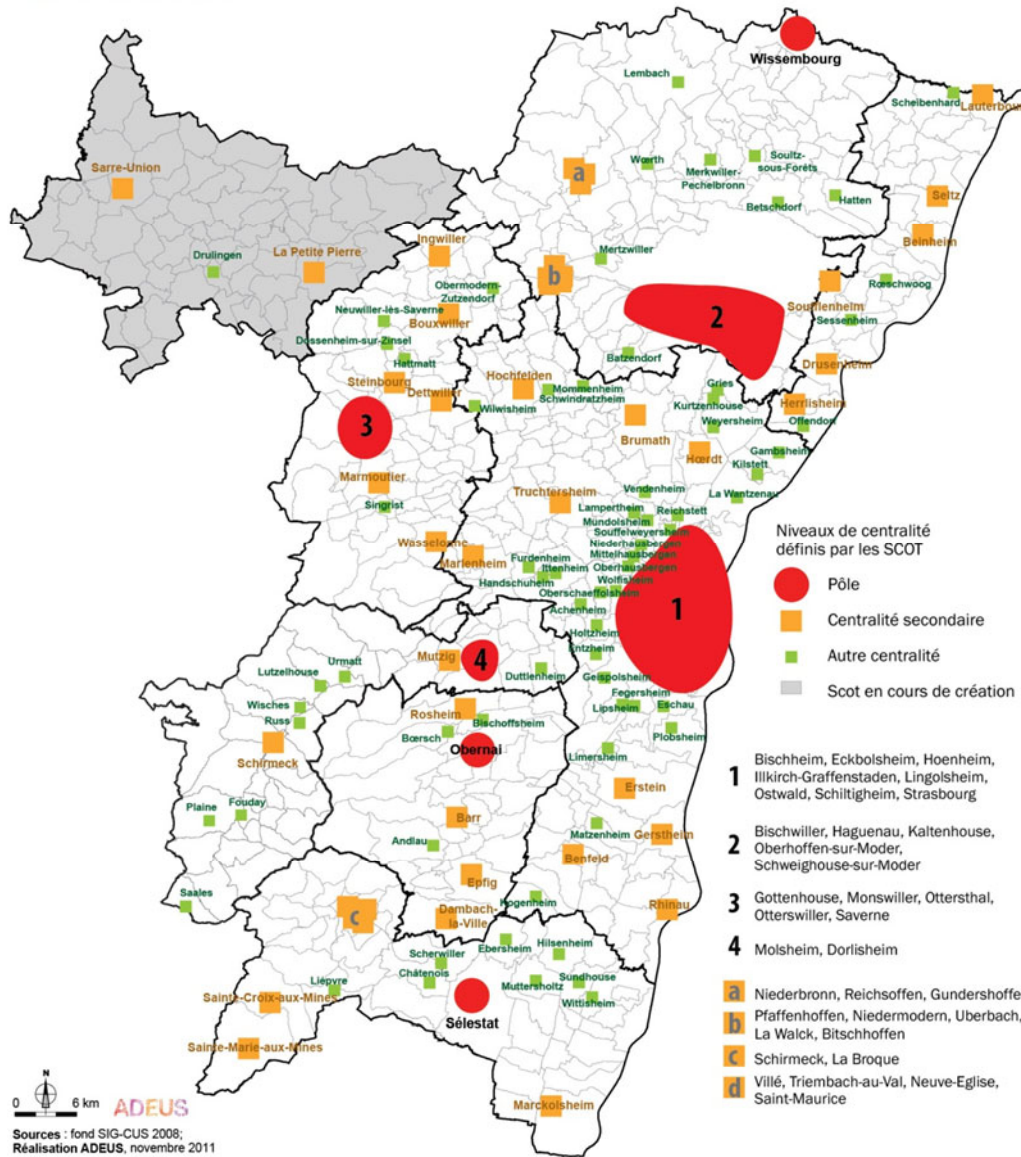 Wissembourg
Lembach
Scheibenhard
Lauterbour
Wœrth
Merkwiller-
Pechelbronn
Soultz
sous-Forêts
Betschdorf
Hatten
Seltz
Beinheim
a
Sarre-Union
Drulingen
La Petite Pierre
Ingwiller
Mertzwiller
b
Obermodern-
Zutzendorf
Neuwiller-lès-Saverne
Bouxwiller
Dossenheim-sur-Zinsel
Hattmatt
Rœschwoog
Soufflenheim
Sessenheim
2
Batzendorf
Drusenheim
Steinbourg
Dettwiller
Hochfelden
Mommenheim
Schwindratzheim
Wilwisheim
Gries
Kurtzenhouse
Weyersheim
Herrlisheim
Offendorf
3
Brumath
Hœrdt
Gambsheim
Kilstett
Marmoutier
Singrist
Truchtersheim
Vendenheim
La Wantzenau
Lampertheim
Reichstett
Mundolsheim
Souffelweyersheim
Niederhausbergen
Mittelhausbergen
Oberhausbergen
Wasselonne
Marlenheim
Furdenheim
Ittenheim
Handschuheim
Wolfisheim
Oberschaeffolsheim
Achenheim
1
Holtzheim
Entzheim
Mutzig
4
Duttlenheim
Geispolsheim
Fegersheim
Lipsheim
Eschau
Plobsheim
Urmatt
Lutzelhouse
Wisches
Russ
Schirmeck
Rosheim
Bischoffsheim
Bœrsch
Obernai
Limersheim
Erstein
Plaine
Fouday
Barr
Andlau
Matzenheim
Gerstheim
Benfeld
Epfig
Saales
c
Dambach-
la-Ville
Kogenheim
Rhinau
Ebersheim
Hilsenheim
Scherwiller
Châtenois
Liepvre
Muttersholtz
Sundhouse
Wittisheim
Sélestat
Sainte-Croix-aux-Mines
Sainte-Marie-aux-Mines
Marckolsheim
Niveaux de centralité
définis par les SCOT
Pôle
Centralité secondaire
Autre centralité
Scot en cours de création
1 Bischheim, Eckbolsheim, Hoenheim,
Illkirch-Graffenstaden, Lingolsheim,
Ostwald, Schiltigheim, Strasbourg
2 Bischwiller, Haguenau, Kaltenhouse,
Oberhoffen-sur-Moder,
Schweighouse-sur-Moder
3 Gottenhouse, Monswiller, Ottersthal,
Otterswiller, Saverne
4 Molsheim, Dorlisheim
a Niederbronn, Reichsoffen, Gundershoffe
b Pfaffenhoffen, Niedermodern, Uberbach,
La Walck, Bitschhoffen
c Schirmeck, La Broque
d Villé, Triembach-au-Val, Neuve-Eglise,
Saint-Maurice
N
0 6 km ADEUS
Sources : fond SIG-CUS 2008;
Réalisation ADEUS, novembre 2011